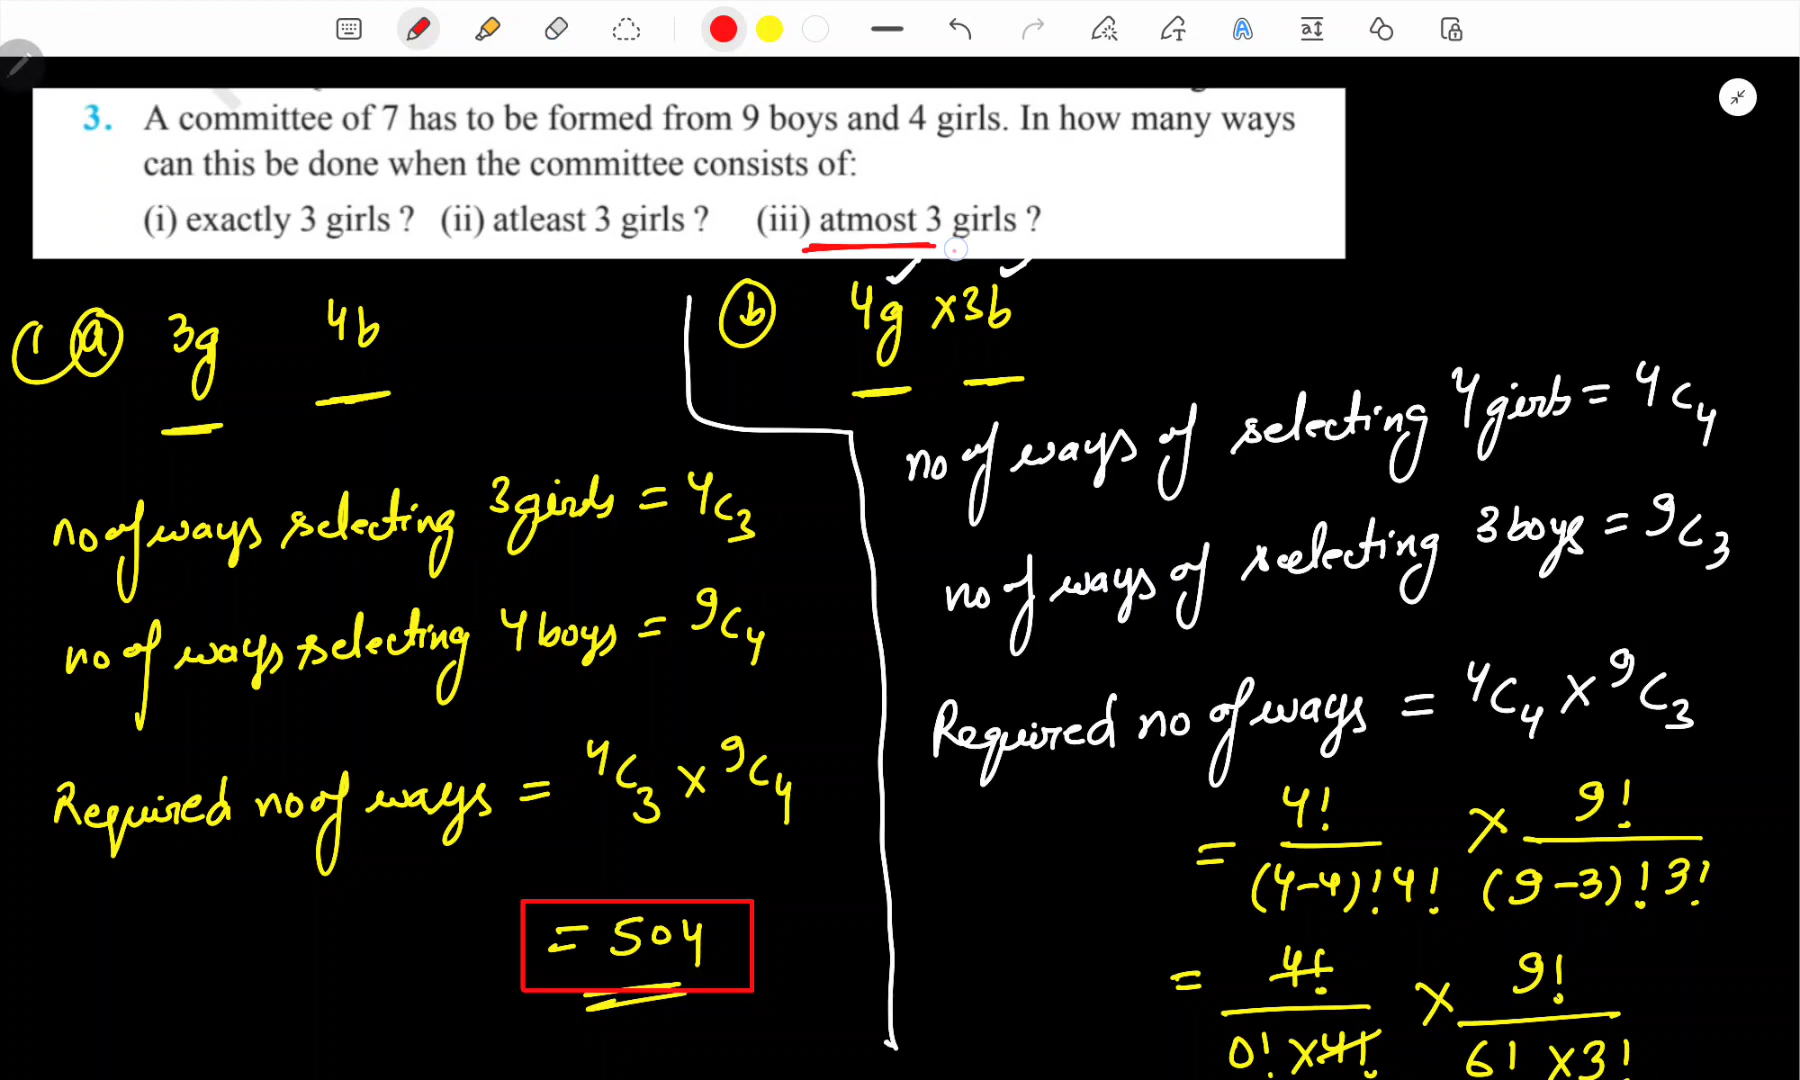 3. A committee of 7 has to be formed from 9 boys and 4 girls. In how many ways
can this be done when the committee consists of:
(i) exactly 3 girls ? (ii) atleast 3 girls ? (iii) atmost 3 girls ?
(1 (a) 3g 4b
no of ways selecting 3 girls = 4C3
no of ways selecting 4 boys = 9C4
Required no of ways = 4C3 × 9C4
= 504
(b) 4g × 3b
no of ways of selecting 4 girls = 4C4
no of ways of selecting 3 boys = 9C3
Required no of ways = 4C4 × 9C3
= 4! / (4-4)! 4! × 9! / (9-3)! 3!
= 4! / 0! × 4! × 9! / 6! × 3!